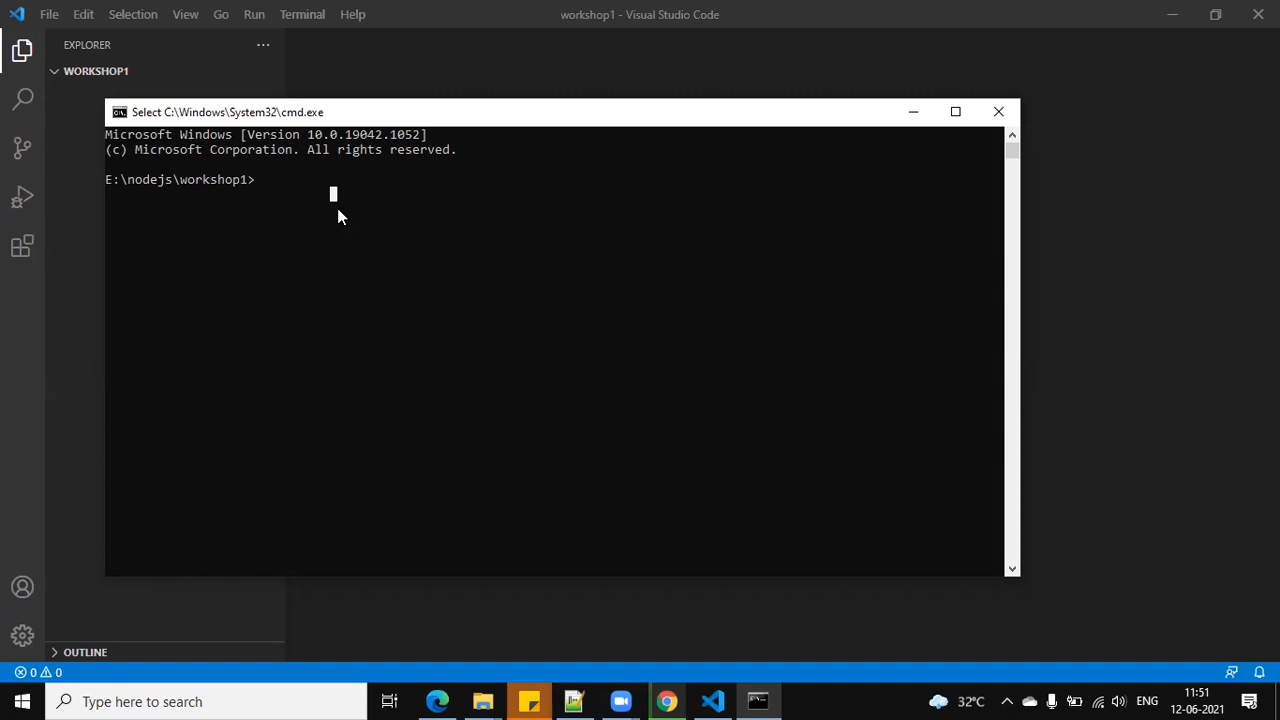 File Edit Selection View Go Run Terminal Help
workshop1 - Visual Studio Code
EXPLORER
WORKSHOP1
Select C:\Windows\System32\cmd.exe
Microsoft Windows [Version 10.0.19042.1052]
(c) Microsoft Corporation. All rights reserved.
E:\nodejs\workshop1>
OUTLINE
0 0
Type here to search
32°C
ENG
11:51
12-06-2021